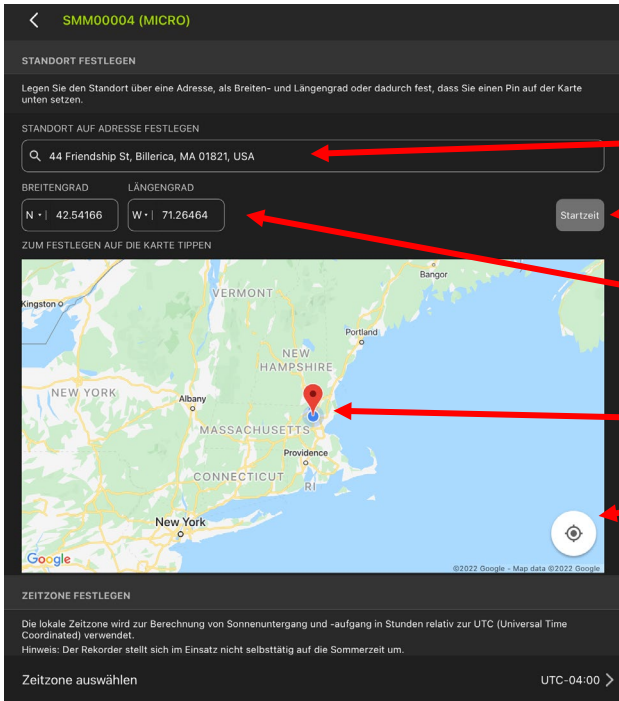 SMM00004 (MICRO)
STANDORT FESTLEGEN
Legen Sie den Standort über eine Adresse, als Breiten- und Längengrad oder dadurch fest, dass Sie einen Pin auf der Karte
unten setzen.
STANDORT AUF ADRESSE FESTLEGEN
44 Friendship St, Billerica, MA 01821, USA
BREITENGRAD LÄNGENGRAD
N 42.54166 W 71.26464 Startzeit
ZUM FESTLEGEN AUF DIE KARTE TIPPEN
Bangor
VERMONT
Kingston
Portland
NEW
HAMPSHIRE
NEW YORK
Albany
MASSACHUSETTS
Providence
CONNECTICUT
RI
New York
Google
©2022 Google - Map data ©2022 Google
ZEITZONE FESTLEGEN
Die lokale Zeitzone wird zur Berechnung von Sonnenuntergang und -aufgang in Stunden relativ zur UTC (Universal Time
Coordinated) verwendet.
Hinweis: Der Rekorder stellt sich im Einsatz nicht selbsttätig auf die Sommerzeit um.
Zeitzone auswählen UTC-04:00